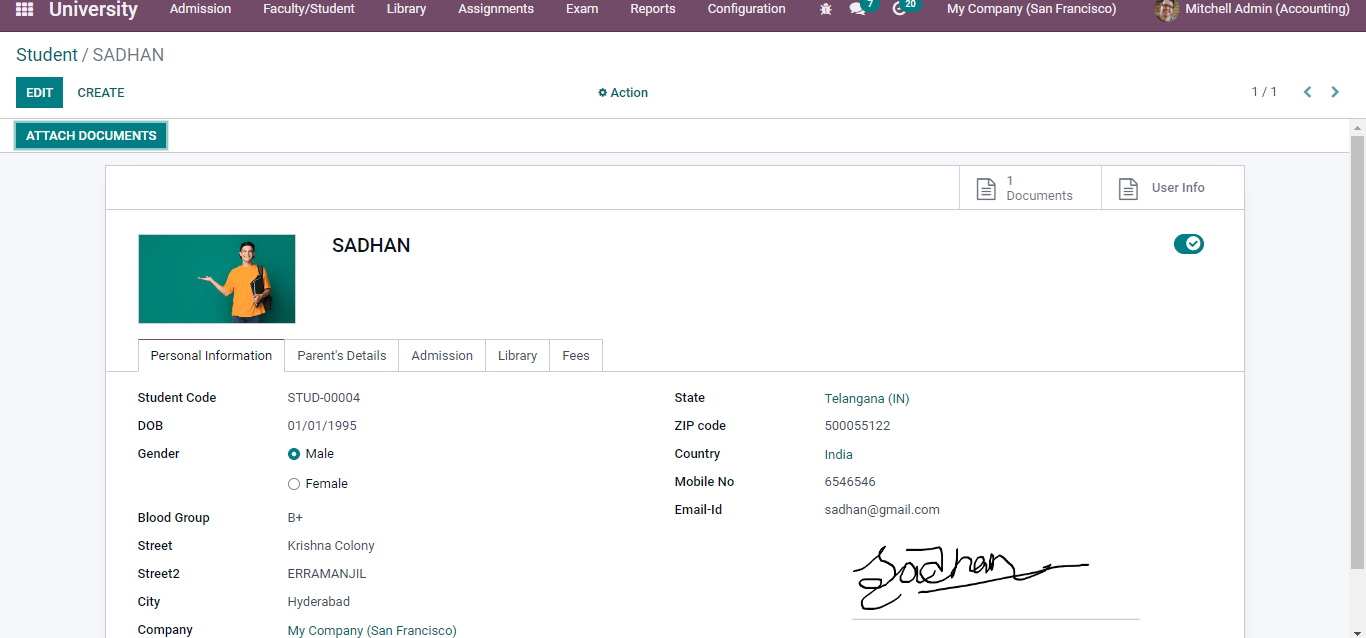 University Admission Faculty/Student Library Assignments Exam Reports Configuration 7 20 My Company (San Francisco) Mitchell Admin (Accounting)
Student / SADHAN
EDIT CREATE Action 1 / 1
ATTACH DOCUMENTS
1
Documents
User Info
SADHAN
Personal Information Parent's Details Admission Library Fees
Student Code STUD-00004
DOB 01/01/1995
Gender Male
Female
Blood Group B+
Street Krishna Colony
Street2 ERRAMANJIL
City Hyderabad
Company My Company (San Francisco)
State Telangana (IN)
ZIP code 500055122
Country India
Mobile No 6546546
Email-Id sadhan@gmail.com
Sadhan